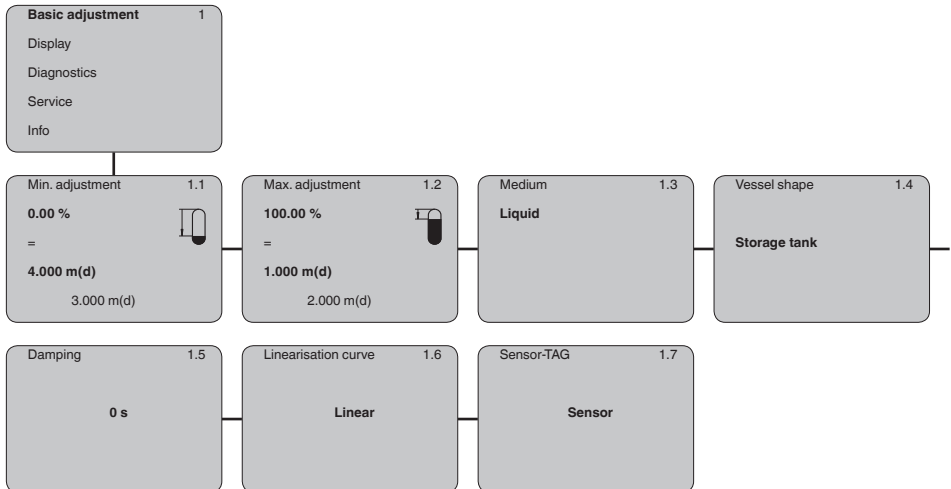 Basic adjustment 1
Display
Diagnostics
Service
Info
Min. adjustment 1.1
0.00 %
=
4.000 m(d)
3.000 m(d)
Max. adjustment 1.2
100.00 %
=
1.000 m(d)
2.000 m(d)
Medium 1.3
Liquid
Vessel shape 1.4
Storage tank
Damping 1.5
0 s
Linearisation curve 1.6
Linear
Sensor-TAG 1.7
Sensor